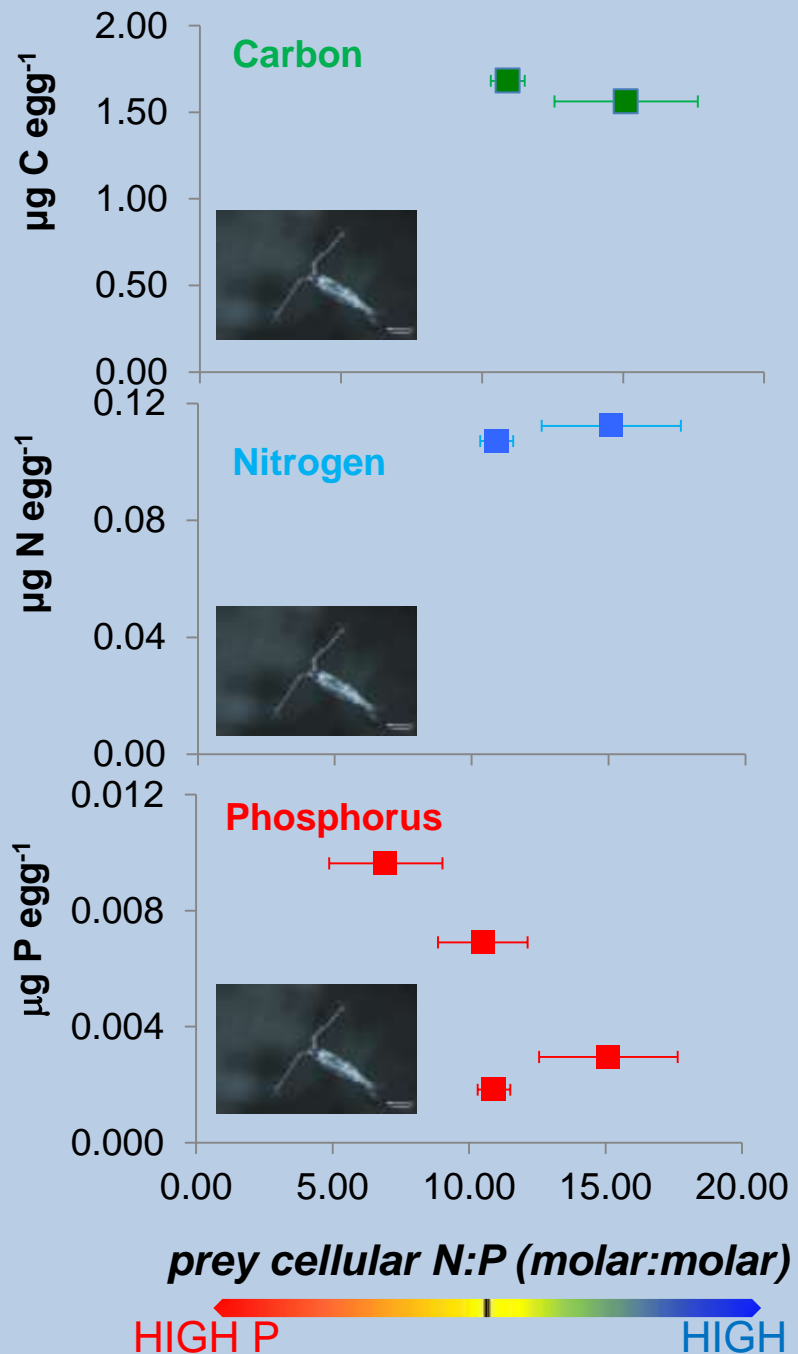 2.00
Carbon
1.50
µg C egg-1
1.00
0.50
0.00
0.12
Nitrogen
µg N egg-1
0.08
0.04
0.00
0.012
Phosphorus
0.008
µg P egg-1
0.004
0.000
0.00 5.00 10.00 15.00 20.00
prey cellular N:P (molar:molar)
HIGH P HIGH